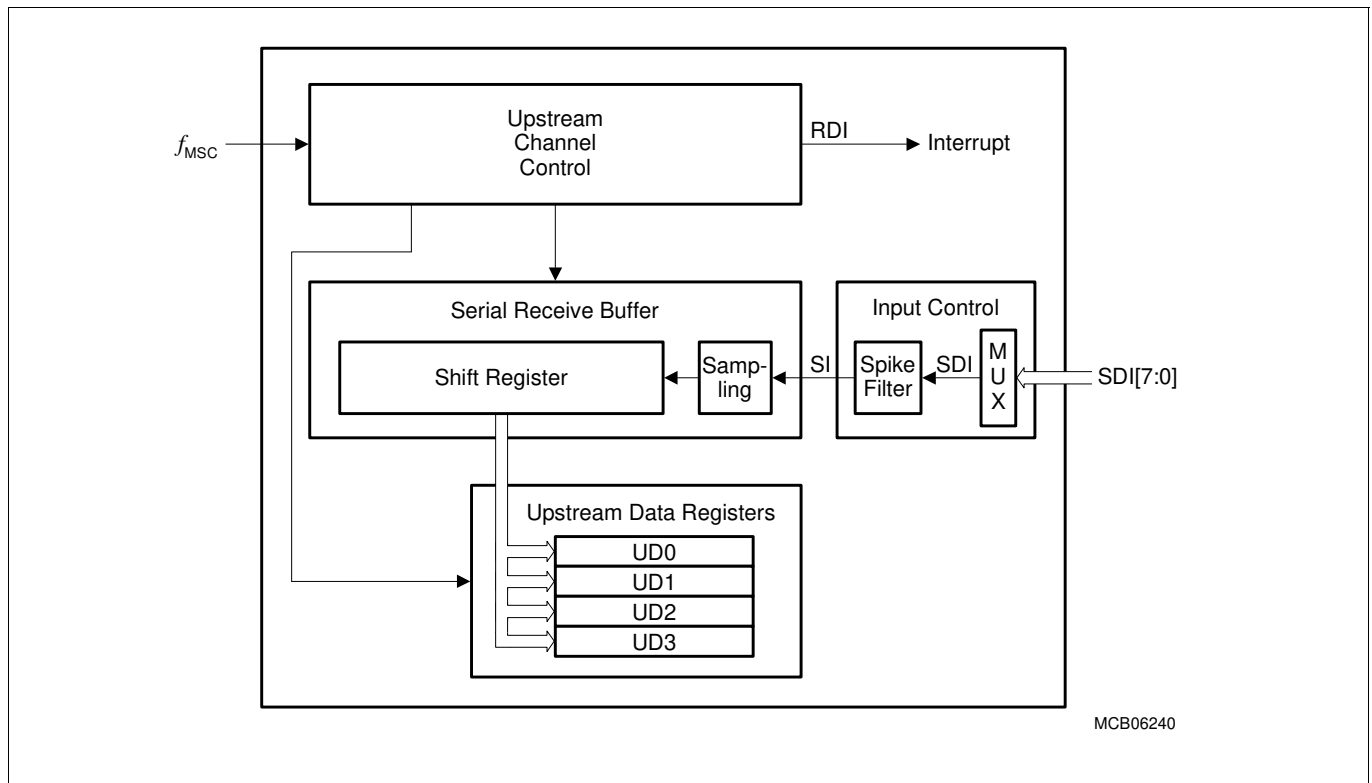 Upstream
Channel
Control
f_MSC
RDI
Interrupt
Serial Receive Buffer
Shift Register
Samp-
ling
SI
Input Control
Spike
Filter
SDI
M
U
X
SDI[7:0]
Upstream Data Registers
UD0
UD1
UD2
UD3
MCB06240